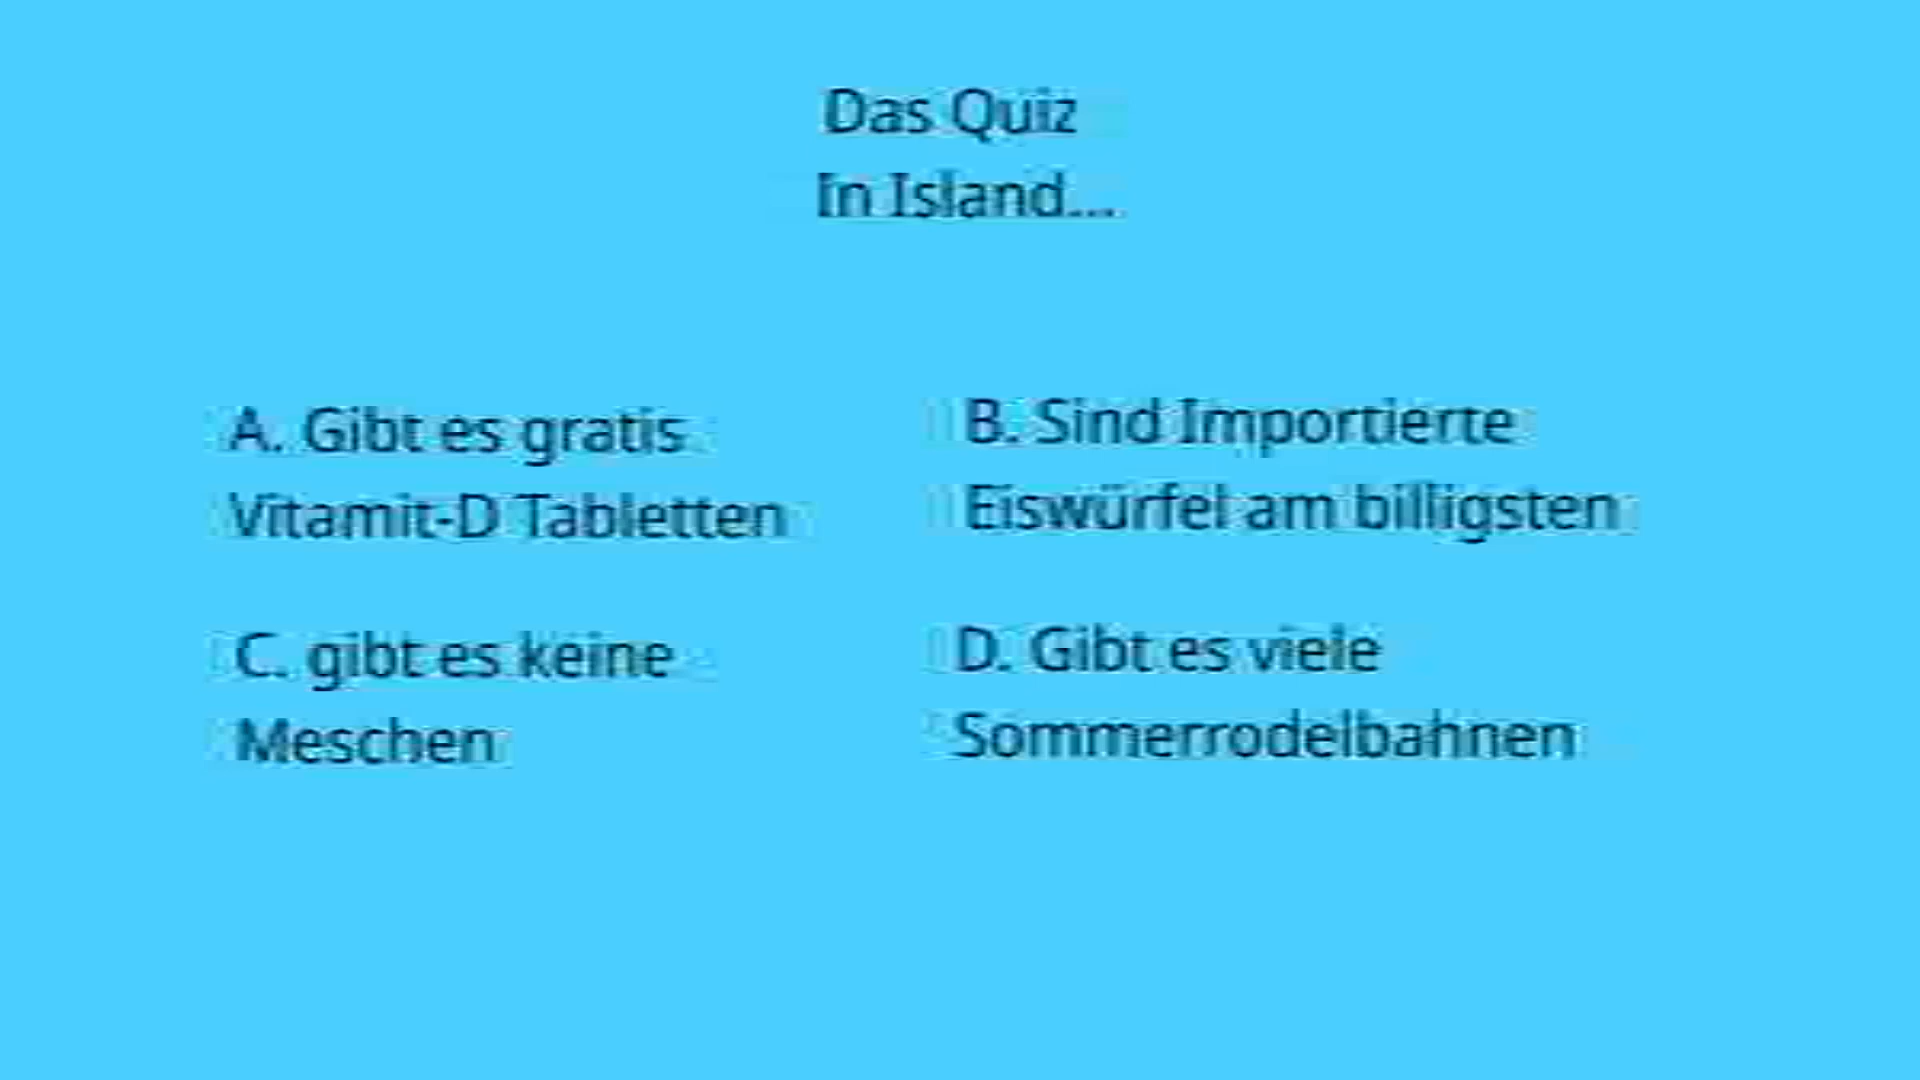 Das Quiz
In Island...
A. Gibt es gratis
Vitamit-D Tabletten
B. Sind Importierte
Eiswürfel am billigsten
C. gibt es keine
Meschen
D. Gibt es viele
Sommerrodelbahnen